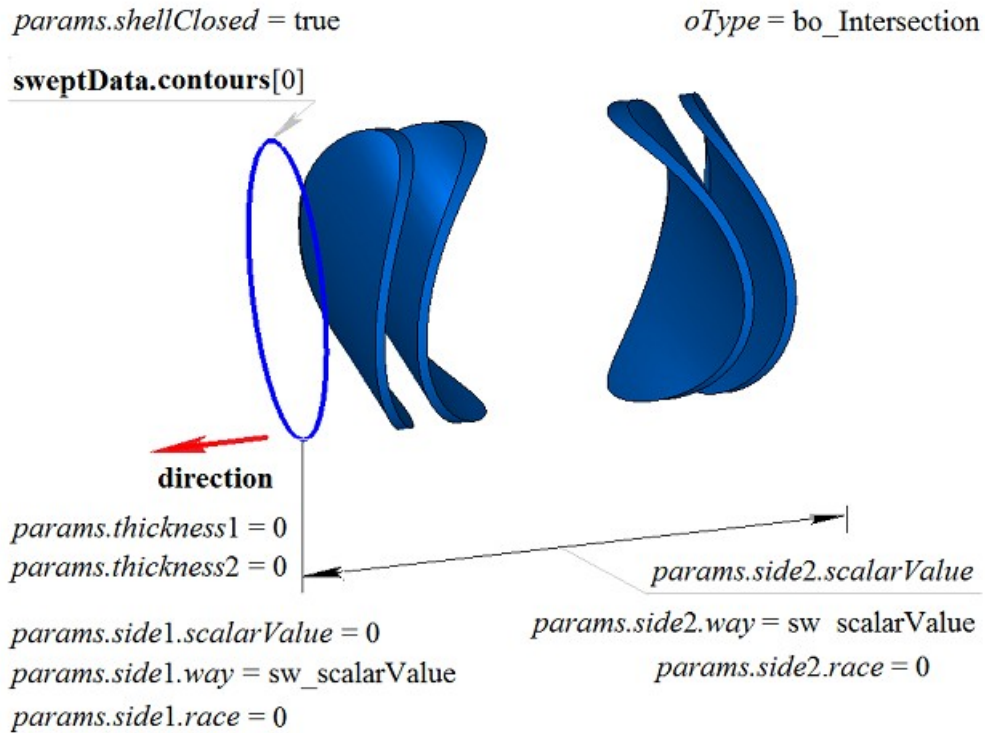 params.shellClosed = true
oType = bo_Intersection
sweptData.contours[0]
direction
params.thickness1 = 0
params.thickness2 = 0
params.side2.scalarValue
params.side1.scalarValue = 0
params.side2.way = sw scalarValue
params.side1.way = sw_scalarValue
params.side2.race = 0
params.side1.race = 0